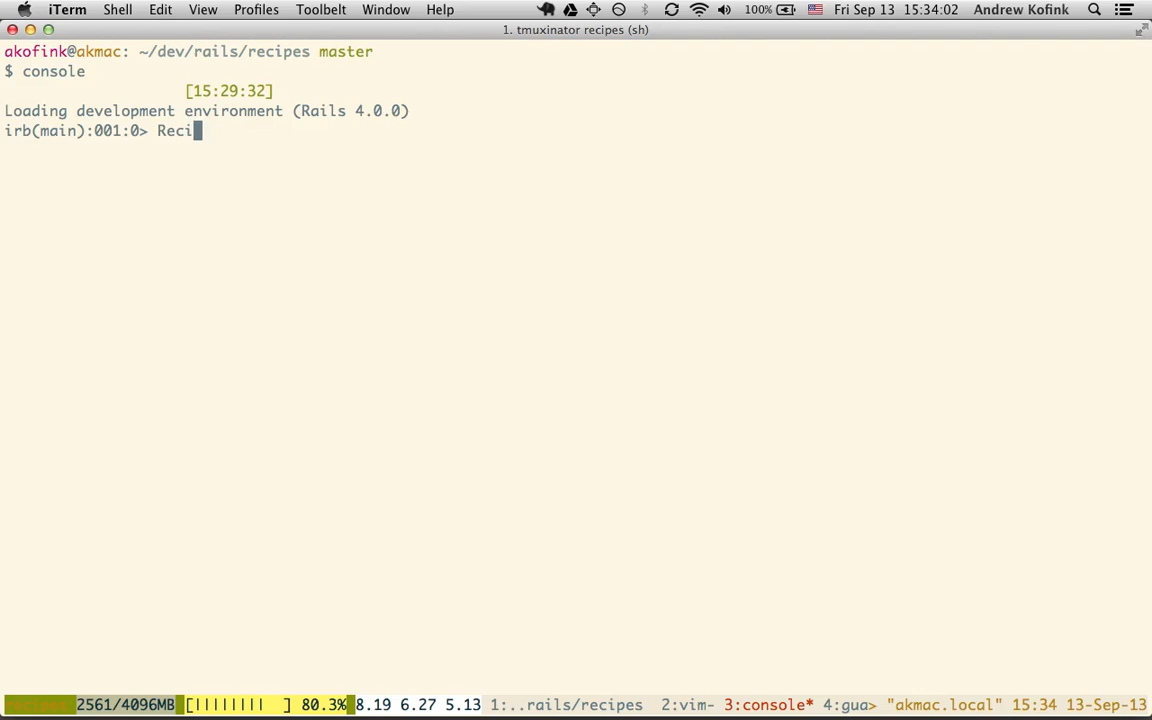 iTerm Shell Edit View Profiles Toolbelt Window Help 100% Fri Sep 13 15:34:02 Andrew Kofink
1. tmuxinator recipes (sh)
akofink@akmac: ~/dev/rails/recipes master
$ console
[15:29:32]
Loading development environment (Rails 4.0.0)
irb(main):001:0> Reci
recipes 2561/4096MB [|||||||| ] 80.3% 8.19 6.27 5.13 1:..rails/recipes 2:vim- 3:console* 4:gua> "akmac.local" 15:34 13-Sep-13